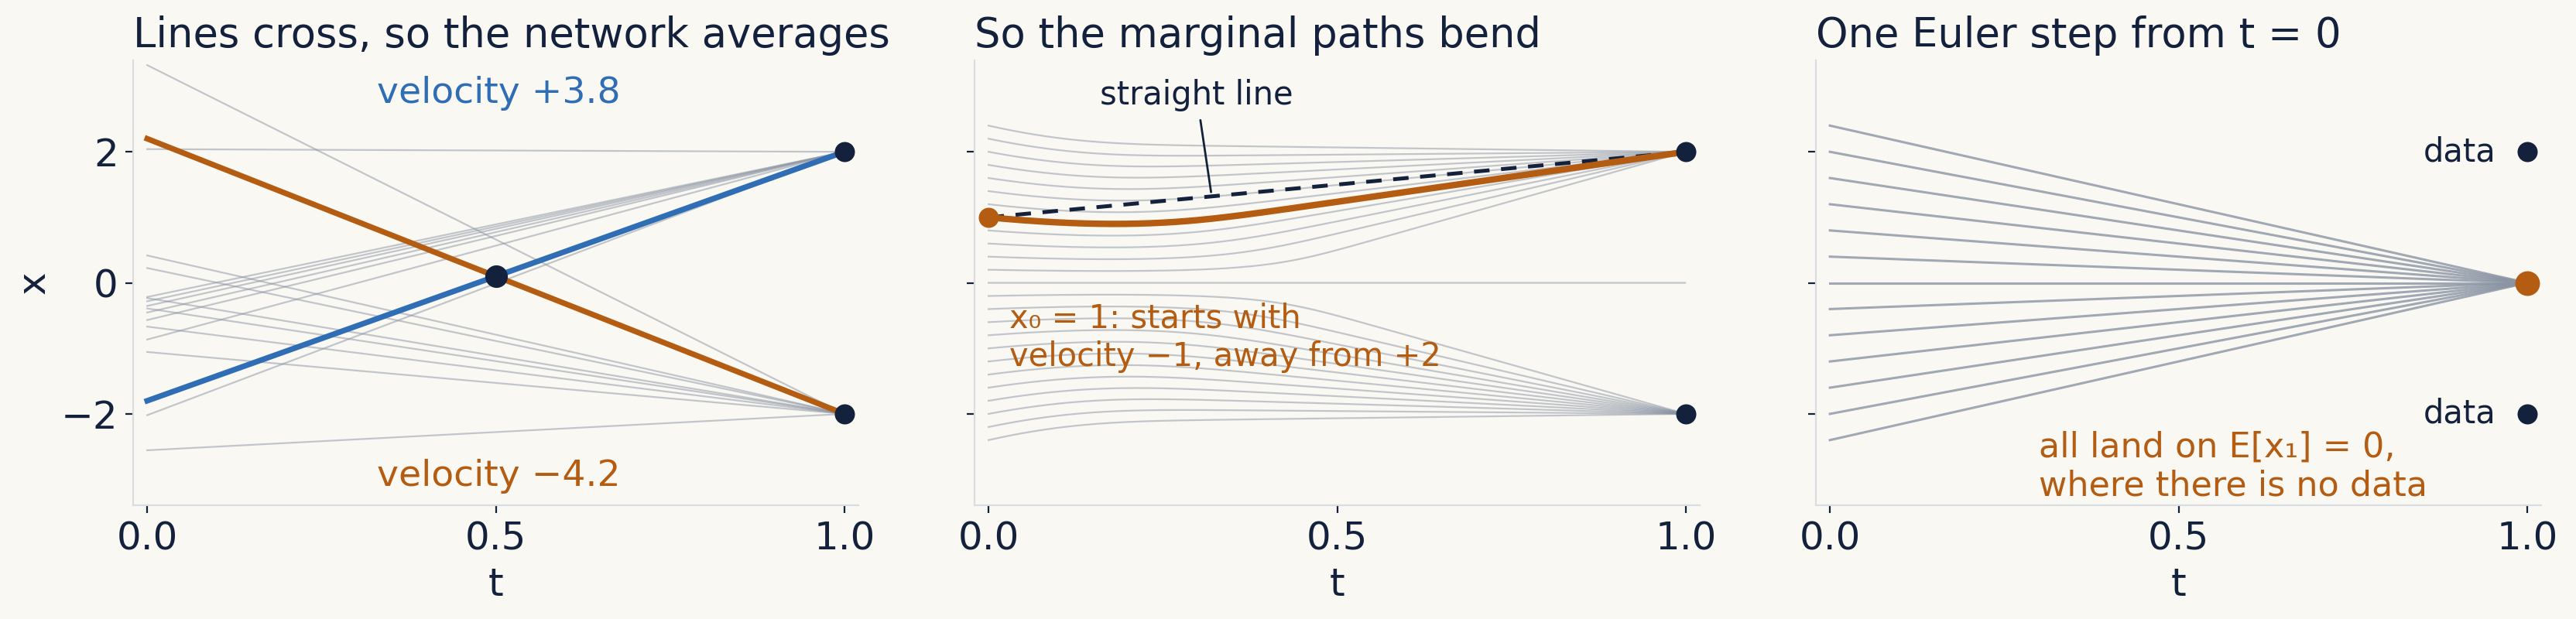 Lines cross, so the network averages
velocity +3.8
velocity −4.2
2
0
−2
x
0.0
0.5
1.0
t
So the marginal paths bend
straight line
x₀ = 1: starts with
velocity −1, away from +2
0.0
0.5
1.0
t
One Euler step from t = 0
data
data
all land on E[x₁] = 0,
where there is no data
0.0
0.5
1.0
t